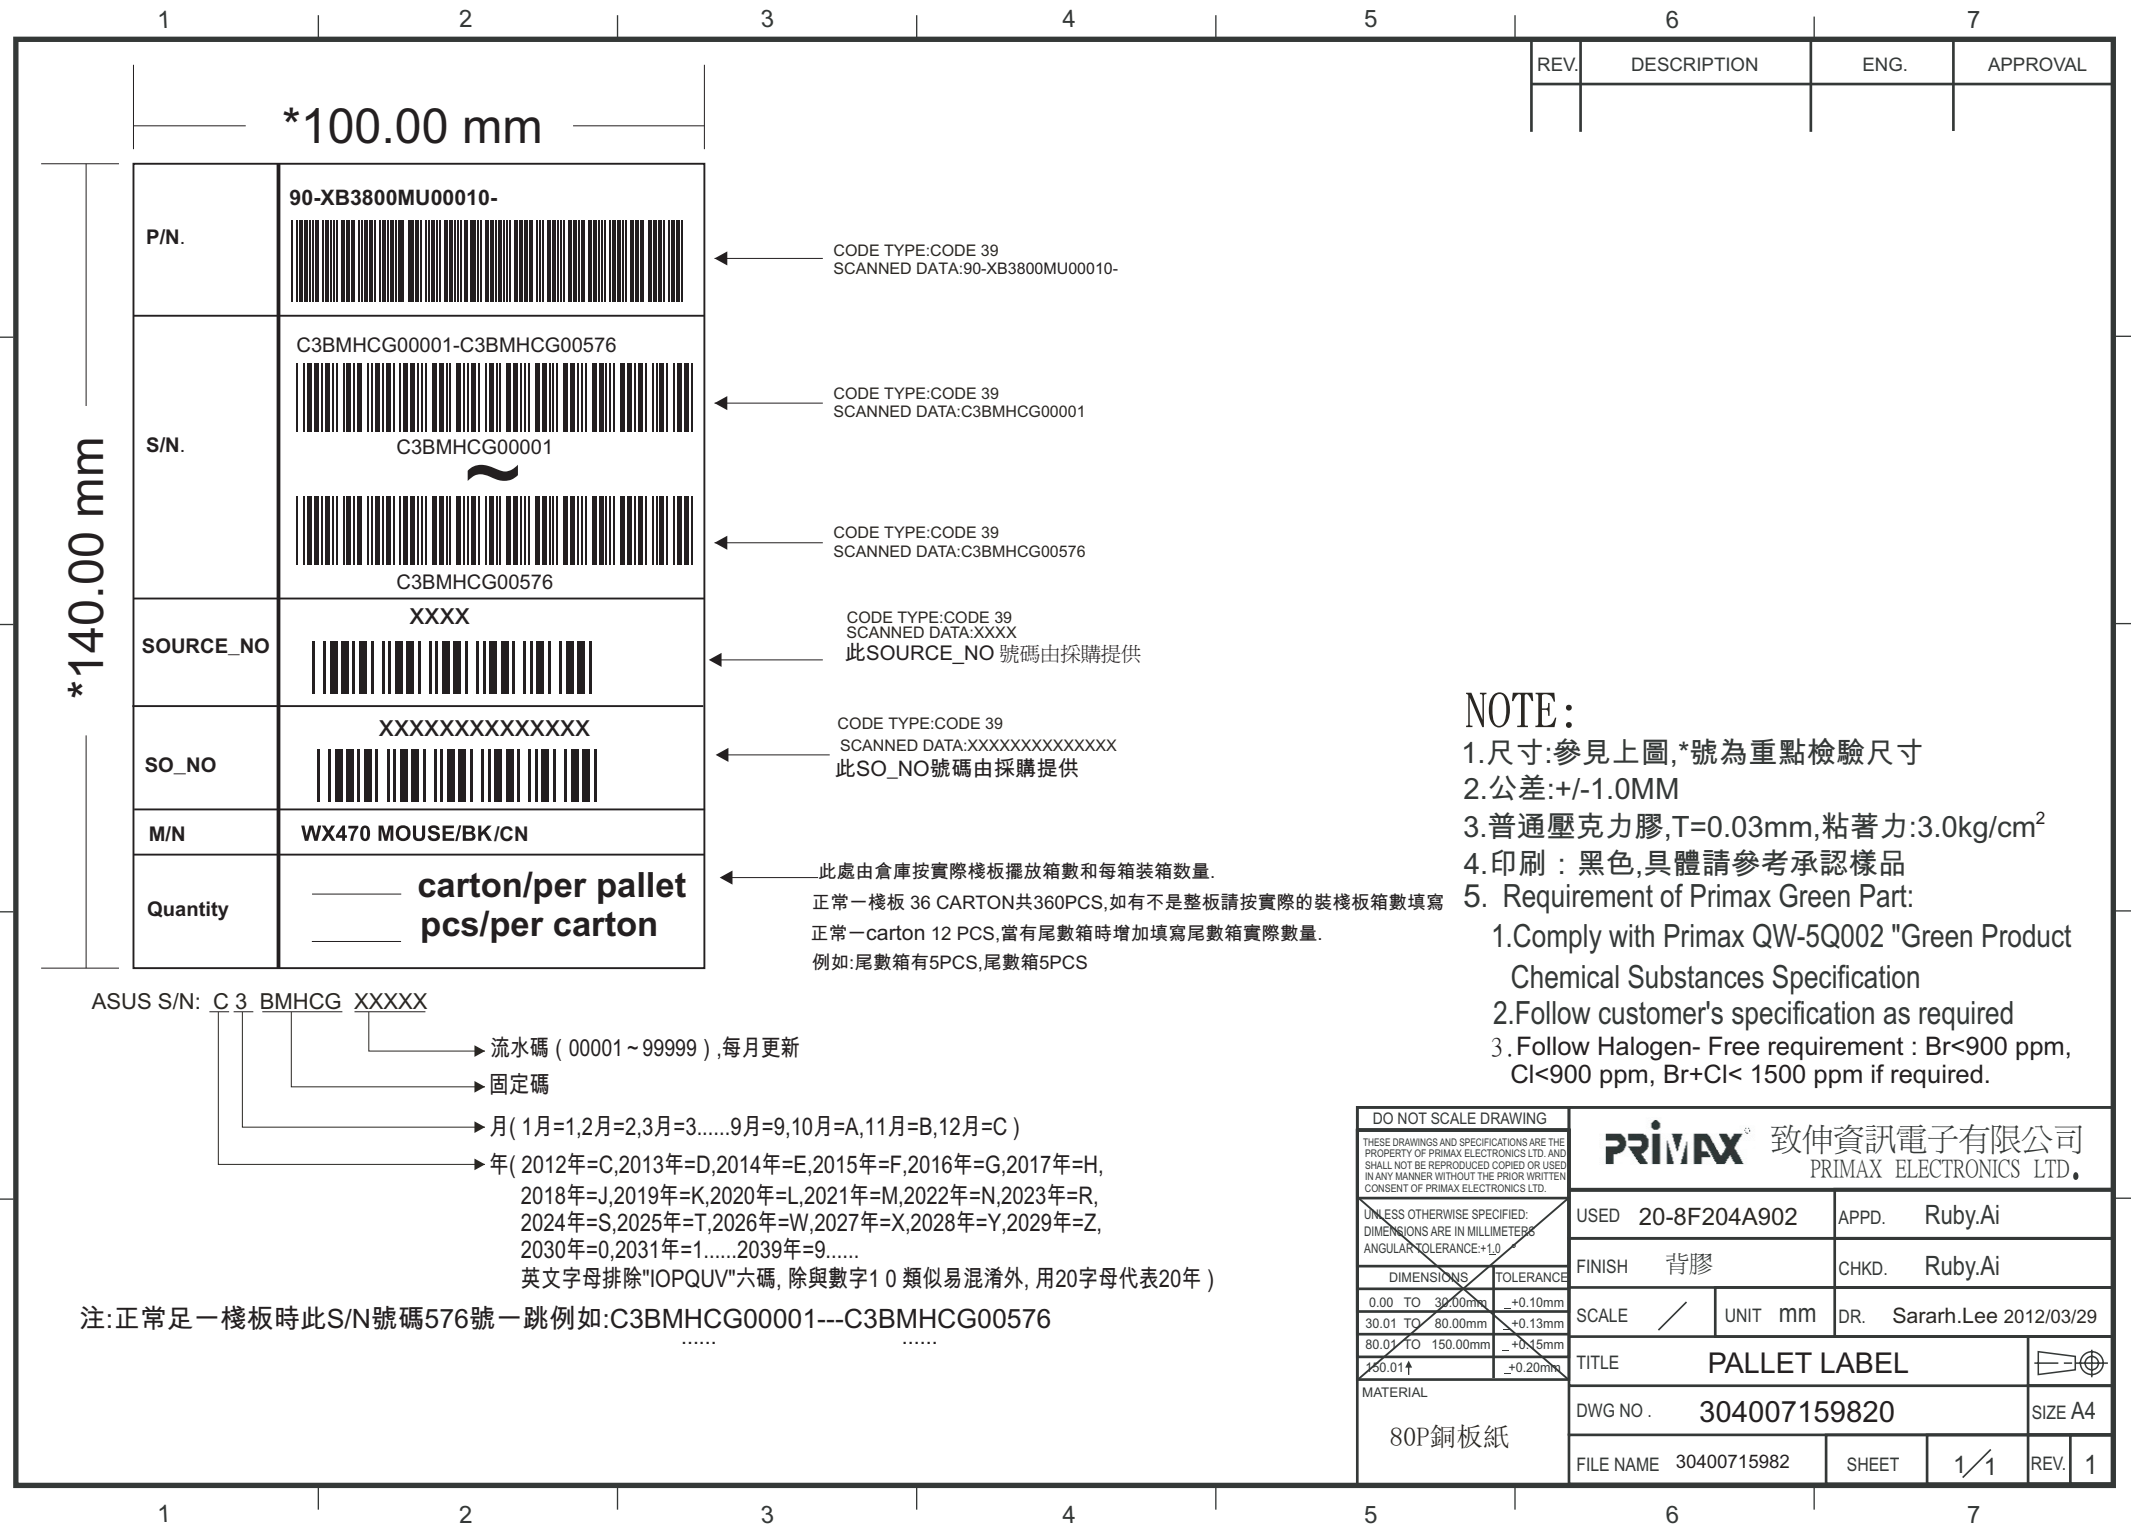 1 2 3 4 5 6 7
REV. DESCRIPTION ENG. APPROVAL
*100.00 mm
*140.00 mm
P/N.
90-XB3800MU00010-
CODE TYPE:CODE 39
SCANNED DATA:90-XB3800MU00010-
S/N.
C3BMHCG00001-C3BMHCG00576
CODE TYPE:CODE 39
SCANNED DATA:C3BMHCG00001
C3BMHCG00001
~
CODE TYPE:CODE 39
SCANNED DATA:C3BMHCG00576
C3BMHCG00576
SOURCE_NO
XXXX
CODE TYPE:CODE 39
SCANNED DATA:XXXX
此SOURCE_NO 號碼由採購提供
SO_NO
XXXXXXXXXXXXXX
CODE TYPE:CODE 39
SCANNED DATA:XXXXXXXXXXXXXX
此SO_NO號碼由採購提供
M/N
WX470 MOUSE/BK/CN
Quantity
carton/per pallet
pcs/per carton
此處由倉庫按實際棧板擺放箱數和每箱装箱数量.
正常一棧板 36 CARTON共360PCS,如有不是整板請按實際的裝棧板箱數填寫
正常一carton 12 PCS,當有尾數箱時增加填寫尾數箱實際數量.
例如:尾數箱有5PCS,尾數箱5PCS
ASUS S/N: C 3 BMHCG XXXXX
流水碼 ( 00001 ~ 99999 ) ,每月更新
固定碼
月( 1月=1,2月=2,3月=3......9月=9,10月=A,11月=B,12月=C )
年( 2012年=C,2013年=D,2014年=E,2015年=F,2016年=G,2017年=H,
2018年=J,2019年=K,2020年=L,2021年=M,2022年=N,2023年=R,
2024年=S,2025年=T,2026年=W,2027年=X,2028年=Y,2029年=Z,
2030年=0,2031年=1......2039年=9......
英文字母排除"IOPQUV"六碼, 除與數字1 0 類似易混淆外, 用20字母代表20年 )
注:正常足一棧板時此S/N號碼576號一跳例如:C3BMHCG00001---C3BMHCG00576
...... ......
NOTE:
1.尺寸:參見上圖,*號為重點檢驗尺寸
2.公差:+/-1.0MM
3.普通壓克力膠,T=0.03mm,粘著力:3.0kg/cm²
4.印刷：黑色,具體請參考承認樣品
5. Requirement of Primax Green Part:
1.Comply with Primax QW-5Q002 "Green Product
Chemical Substances Specification
2.Follow customer's specification as required
3.Follow Halogen- Free requirement : Br<900 ppm,
Cl<900 ppm, Br+Cl< 1500 ppm if required.
DO NOT SCALE DRAWING
THESE DRAWINGS AND SPECIFICATIONS ARE THE
PROPERTY OF PRIMAX ELECTRONICS LTD. AND
SHALL NOT BE REPRODUCED COPIED OR USED
IN ANY MANNER WITHOUT THE PRIOR WRITTEN
CONSENT OF PRIMAX ELECTRONICS LTD.
UNLESS OTHERWISE SPECIFIED:
DIMENSIONS ARE IN MILLIMETERS
ANGULAR TOLERANCE:+1.0 °
DIMENSIONS TOLERANCE
0.00 TO 30.00mm _+0.10mm
30.01 TO 80.00mm _+0.13mm
80.01 TO 150.00mm _+0.15mm
150.01↑ _+0.20mm
MATERIAL
80P銅板紙
PRIMAX 致伸資訊電子有限公司
PRIMAX ELECTRONICS LTD.
USED 20-8F204A902 APPD. Ruby.Ai
FINISH 背膠 CHKD. Ruby.Ai
SCALE / UNIT mm DR. Sararh.Lee 2012/03/29
TITLE PALLET LABEL
DWG NO . 304007159820 SIZE A4
FILE NAME 30400715982 SHEET 1/1 REV. 1
1 2 3 4 5 6 7